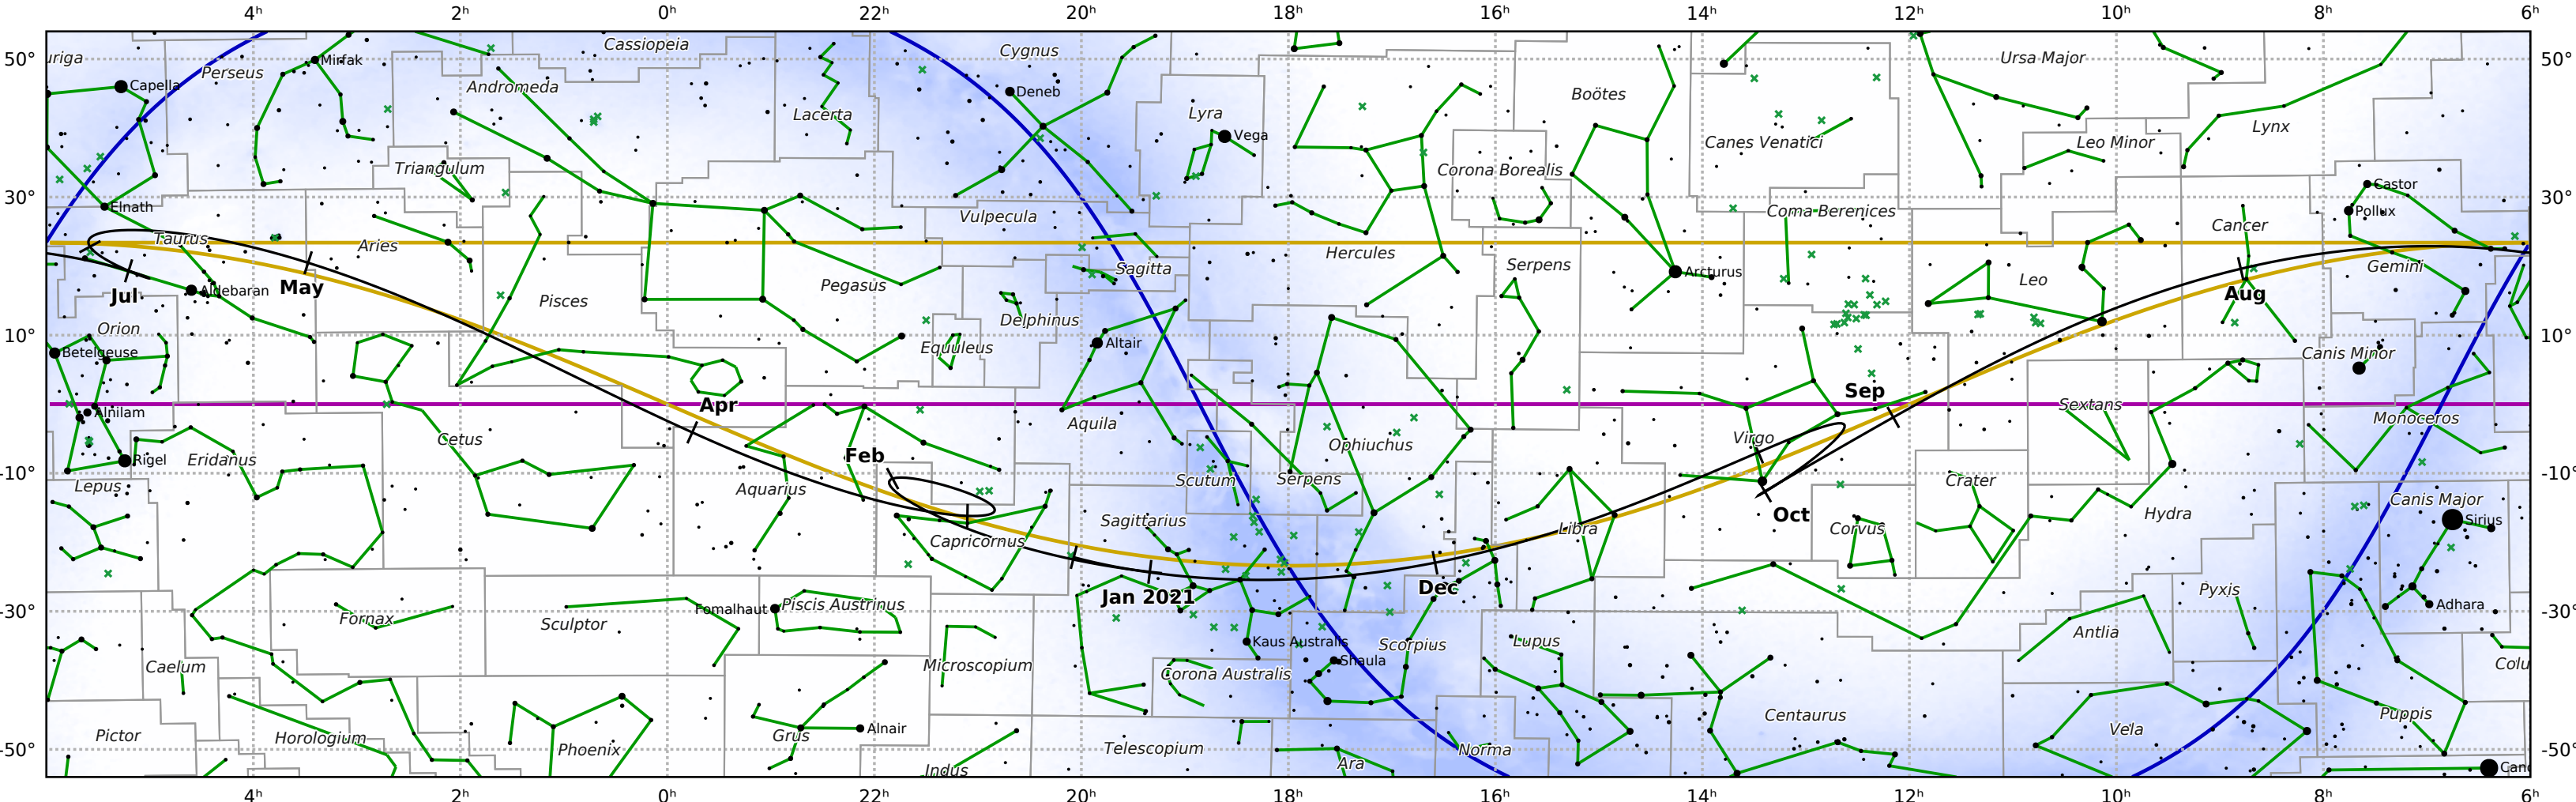 4ʰ 2ʰ 0ʰ 22ʰ 20ʰ 18ʰ 16ʰ 14ʰ 12ʰ 10ʰ 8ʰ 6ʰ
Cassiopeia
Cygnus
50° uriga Mirfak Ursa Major 50°
Perseus
Capella Andromeda Deneb Boötes
Lacerta Lyra
Vega Canes Venatici Leo Minor Lynx
Triangulum Corona Borealis
30° Castor 30°
Elnath Vulpecula Coma Berenices Pollux
Taurus Aries Hercules Cancer
Sagitta Serpens Arcturus Gemini
Jul May Aldebaran Pisces Pegasus Leo Aug
Orion Delphinus
10° Altair 10°
Betelgeuse Equuleus Canis Minor
Apr Sep Sextans
Alnilam Aquila Monoceros
Cetus Virgo
Rigel Eridanus Feb Ophiuchus
-10° -10°
Lepus Aquarius Scutum Serpens Crater
Oct Canis Major
Sagittarius Libra Corvus Hydra Sirius
Capricornus
Jan 2021 Dec Pyxis
-30° Fomalhaut Piscis Austrinus Adhara -30°
Fornax Sculptor Antlia
Kaus Australis Scorpius Lupus
Caelum Microscopium Shaula Colu
Corona Australis
Centaurus Puppis
Pictor Horologium Grus Alnair Vela
-50° Phoenix Telescopium Norma -50°
Indus Ara Cano
4ʰ 2ʰ 0ʰ 22ʰ 20ʰ 18ʰ 16ʰ 14ʰ 12ʰ 10ʰ 8ʰ 6ʰ